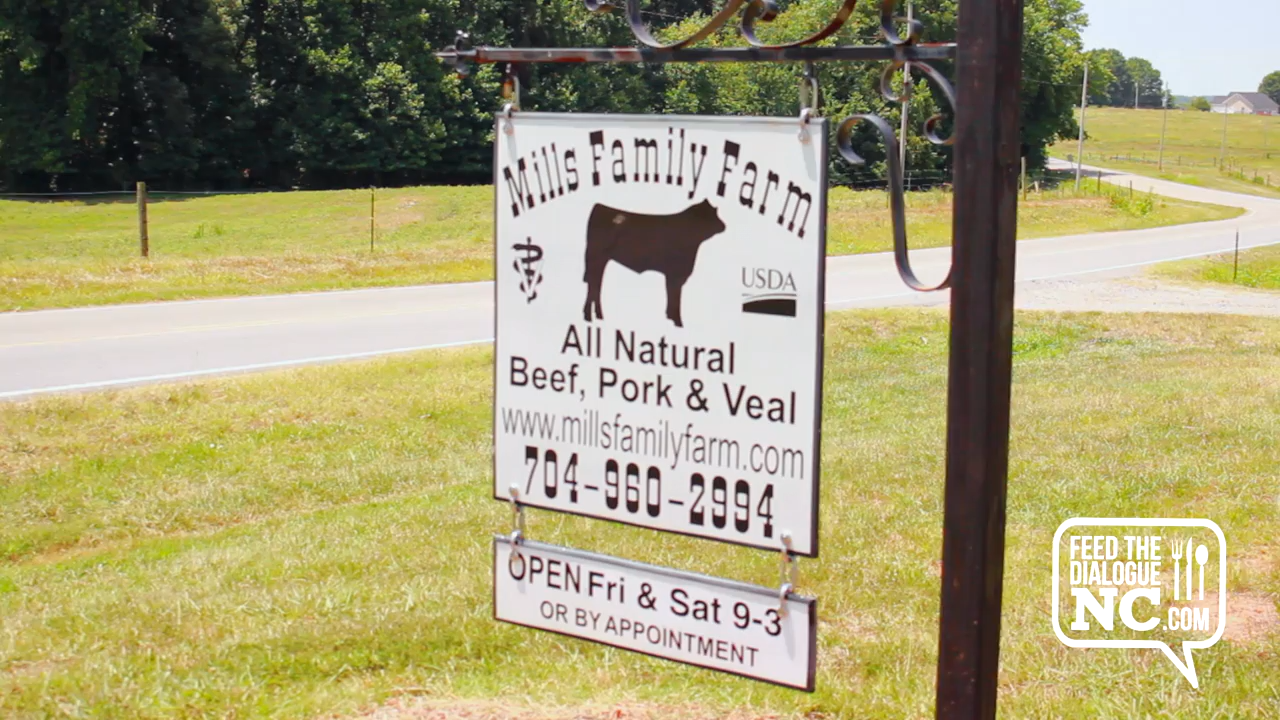 Mills Family Farm
USDA
All Natural
Beef, Pork & Veal
www.millsfamilyfarm.com
704-960-2994
OPEN Fri & Sat 9-3
OR BY APPOINTMENT
FEED THE
DIALOGUE
NC.COM